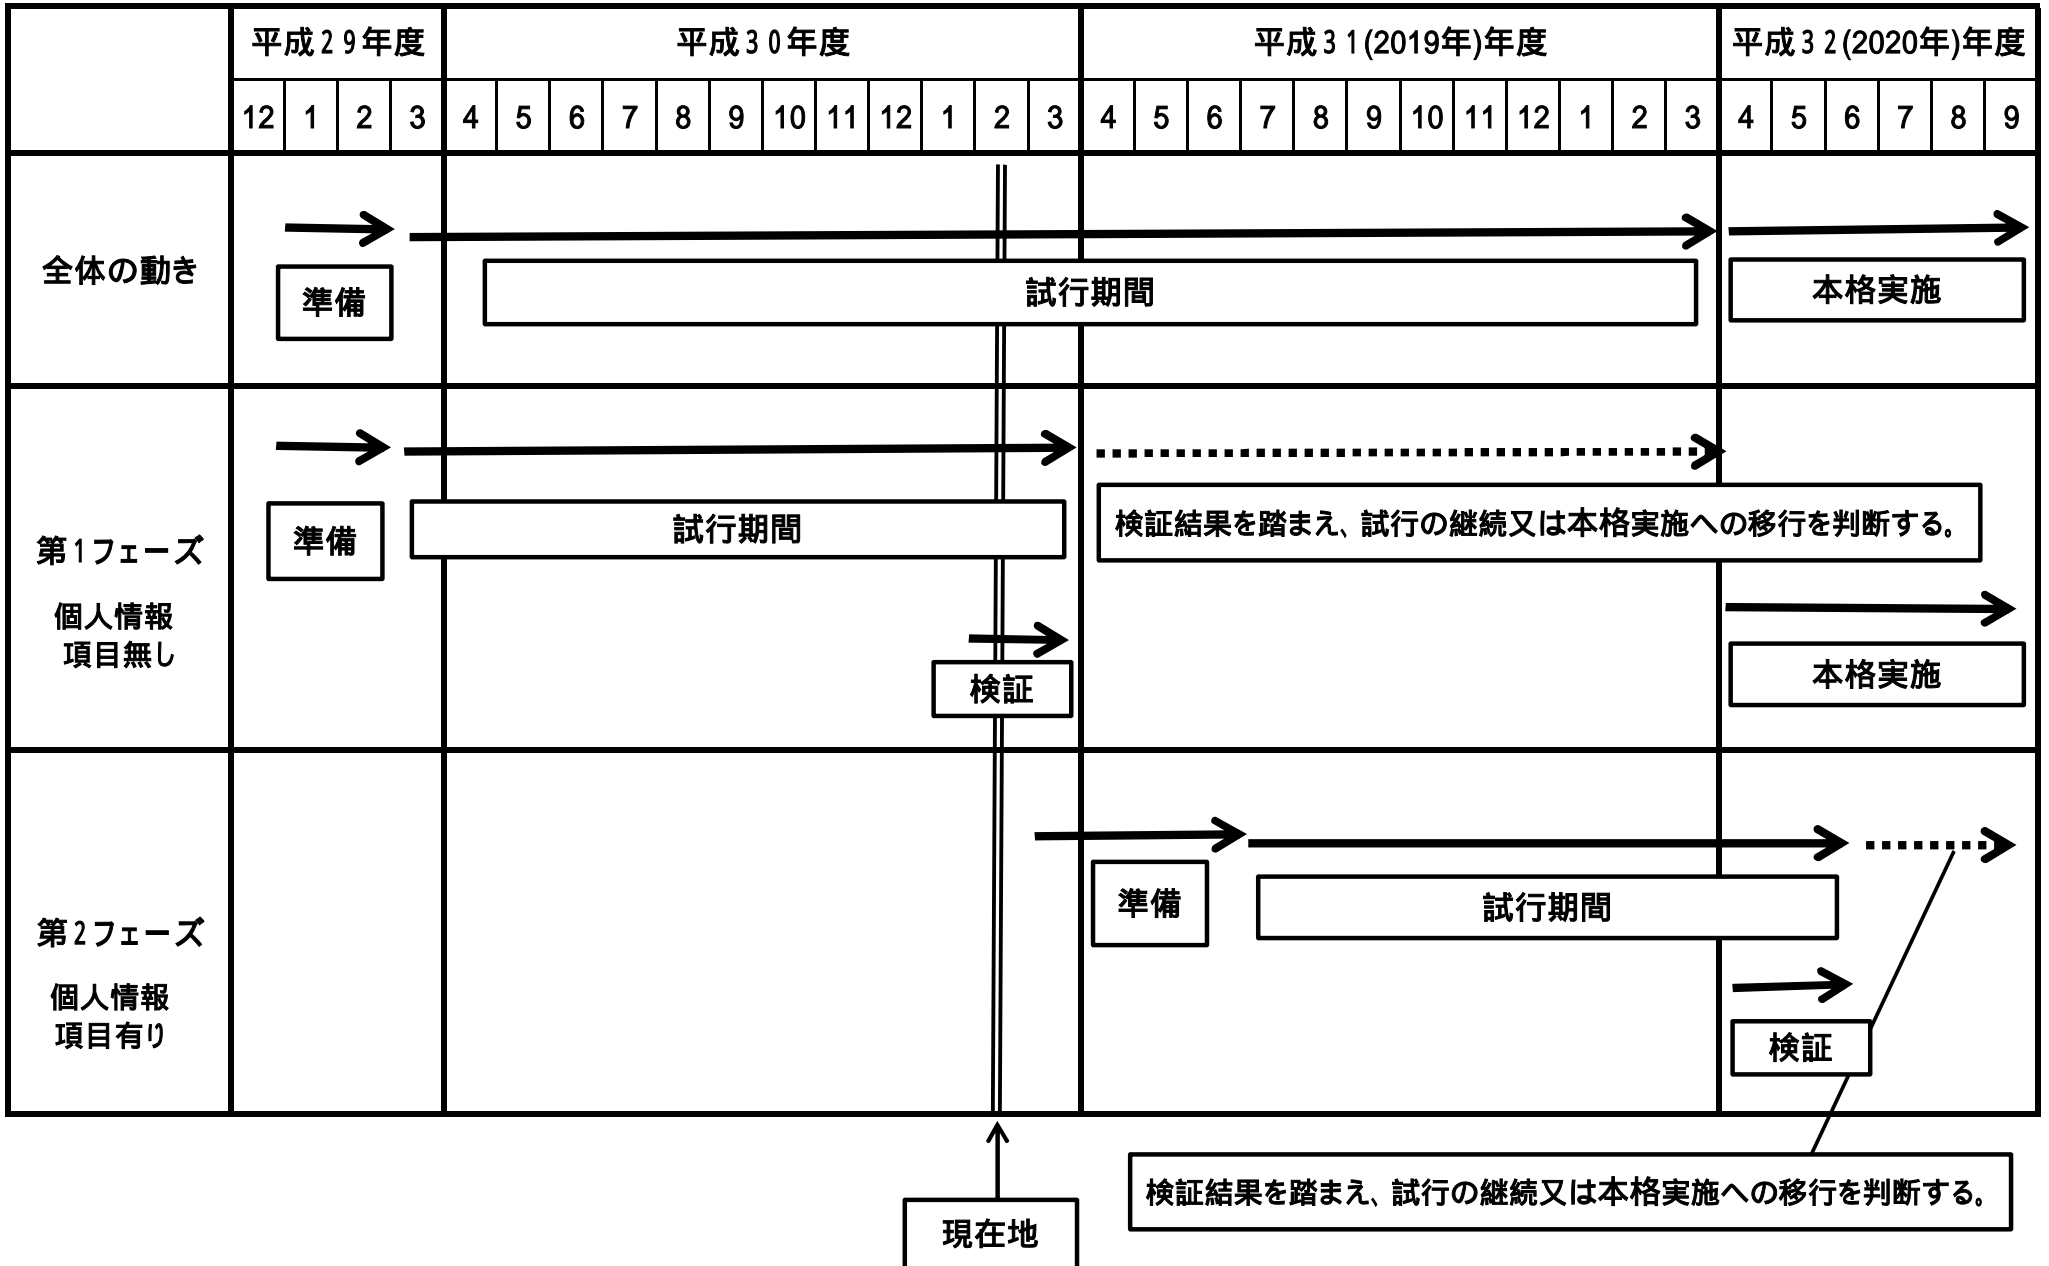 平成２９年度 平成３０年度 平成３１(2019年)年度 平成３２(2020年)年度
12 1 2 3 4 5 6 7 8 9 10 11 12 1 2 3 4 5 6 7 8 9 10 11 12 1 2 3 4 5 6 7 8 9
全体の動き
準備
試行期間
本格実施
第１フェーズ
個人情報
項目無し
準備
試行期間
検証結果を踏まえ、試行の継続又は本格実施への移行を判断する。
検証
本格実施
第２フェーズ
個人情報
項目有り
準備
試行期間
検証
検証結果を踏まえ、試行の継続又は本格実施への移行を判断する。
現在地